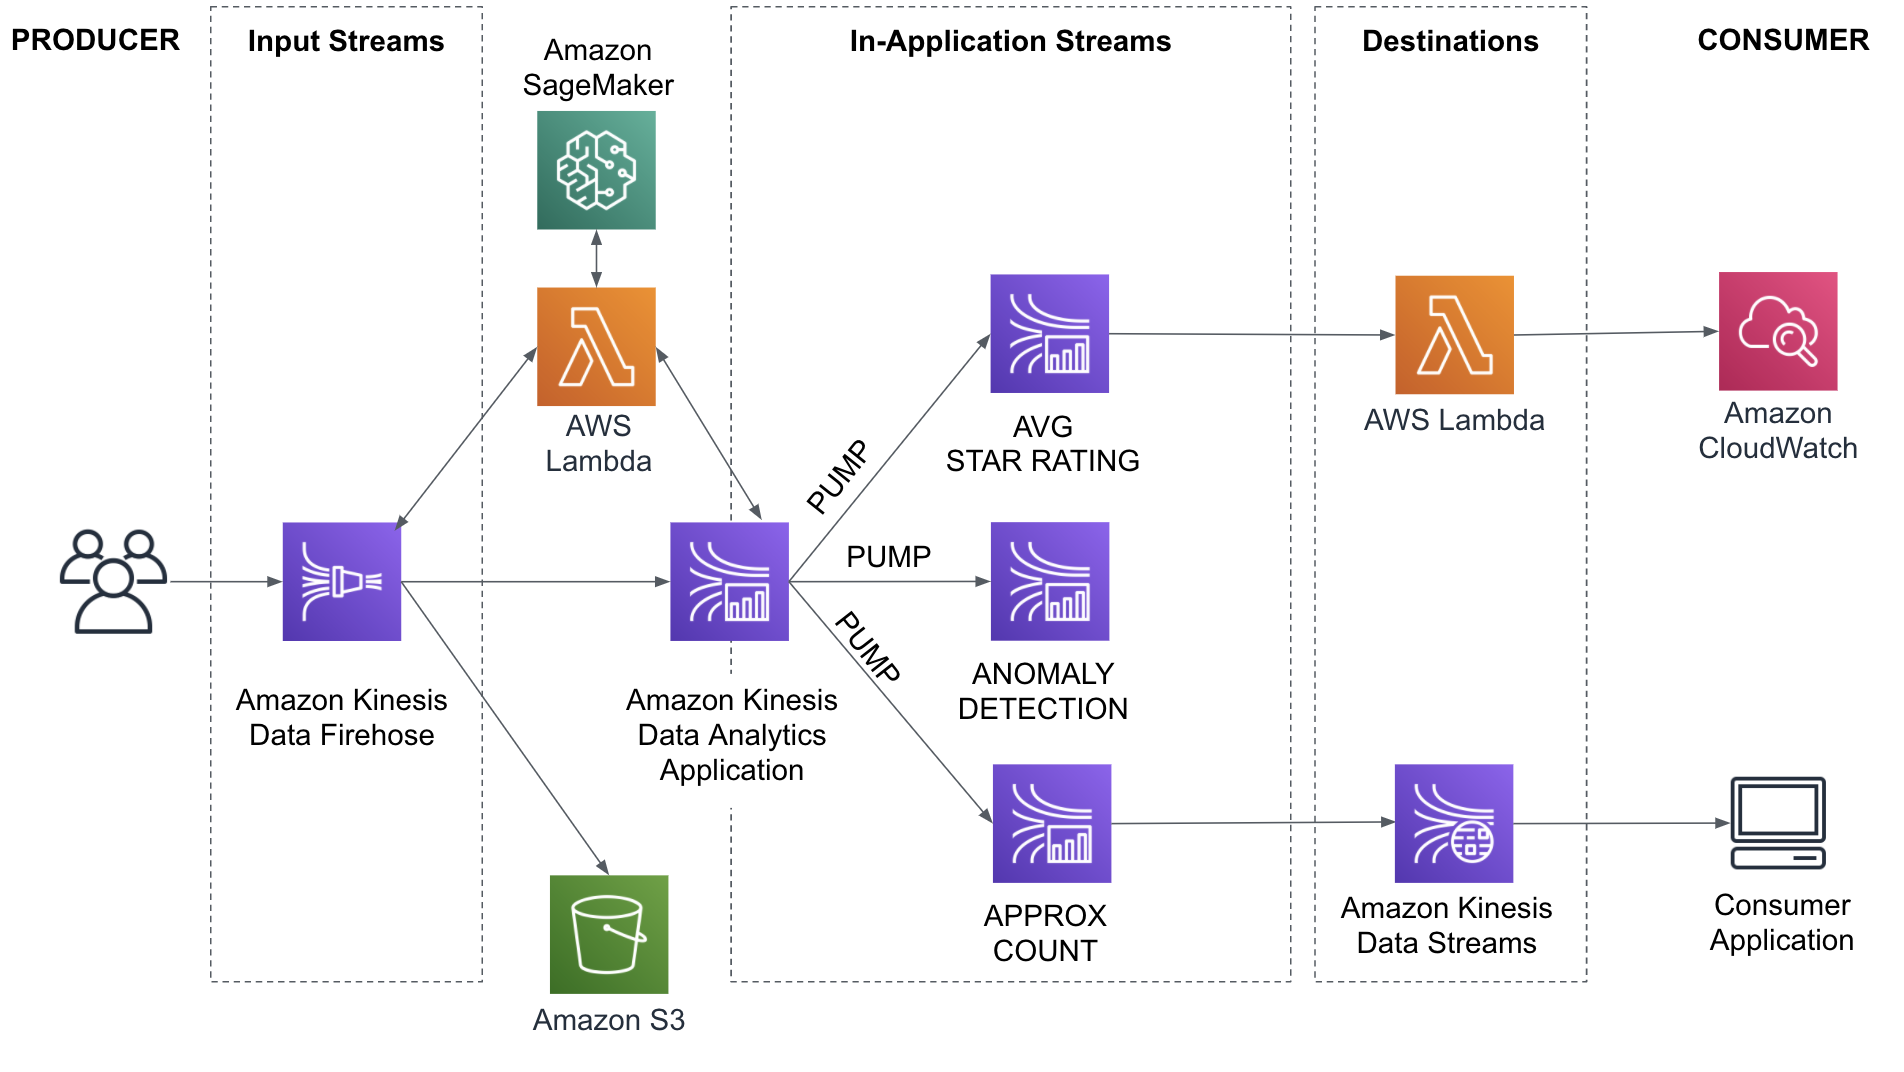 PRODUCER
Input Streams
In-Application Streams
Destinations
CONSUMER
Amazon
SageMaker
AWS
Lambda
Amazon Kinesis
Data Firehose
Amazon S3
Amazon Kinesis
Data Analytics
Application
PUMP
PUMP
PUMP
AVG
STAR RATING
ANOMALY
DETECTION
APPROX
COUNT
AWS Lambda
Amazon Kinesis
Data Streams
Amazon
CloudWatch
Consumer
Application